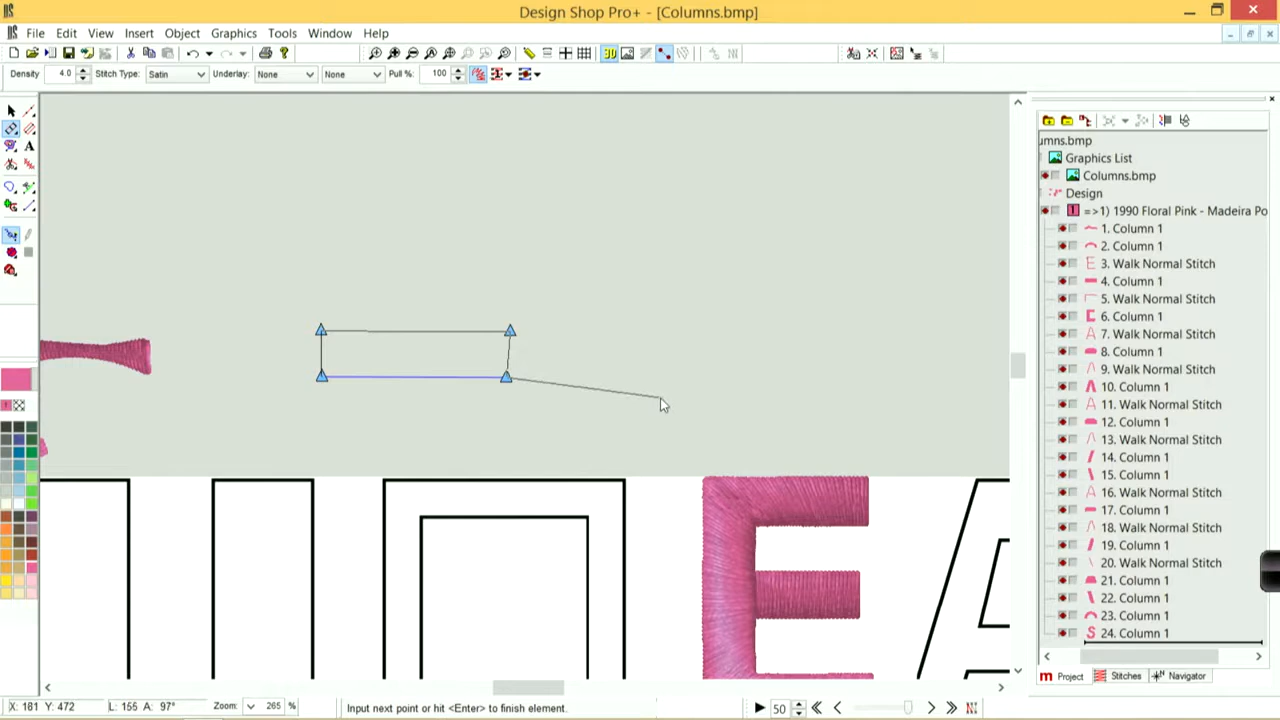 Design Shop Pro+ - [Columns.bmp]
File Edit View Insert Object Graphics Tools Window Help
3D
Density 4.0 Stitch Type: Satin Underlay: None None Pull % 100
umns.bmp
Graphics List
Columns.bmp
Design
1 =>1) 1990 Floral Pink - Madeira Po
1. Column 1
2. Column 1
3. Walk Normal Stitch
4. Column 1
5. Walk Normal Stitch
6. Column 1
7. Walk Normal Stitch
8. Column 1
9. Walk Normal Stitch
10. Column 1
11. Walk Normal Stitch
12. Column 1
13. Walk Normal Stitch
14. Column 1
15. Column 1
16. Walk Normal Stitch
17. Column 1
18. Walk Normal Stitch
19. Column 1
20. Walk Normal Stitch
21. Column 1
22. Column 1
23. Column 1
24. Column 1
Project Stitches Navigator
X: 181 Y: 472 L: 155 A: 97° Zoom: 265 % Input next point or hit <Enter> to finish element. 50